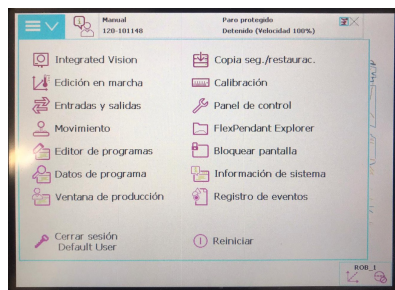 Manual
120-101148
Paro protegido
Detenido (Velocidad 100%)
Integrated Vision
Edición en marcha
Entradas y salidas
Movimiento
Editor de programas
Datos de programa
Ventana de producción
Copia seg./restaurac.
Calibración
Panel de control
FlexPendant Explorer
Bloquear pantalla
Información de sistema
Registro de eventos
Cerrar sesión
Default User
Reiniciar
ROB_1